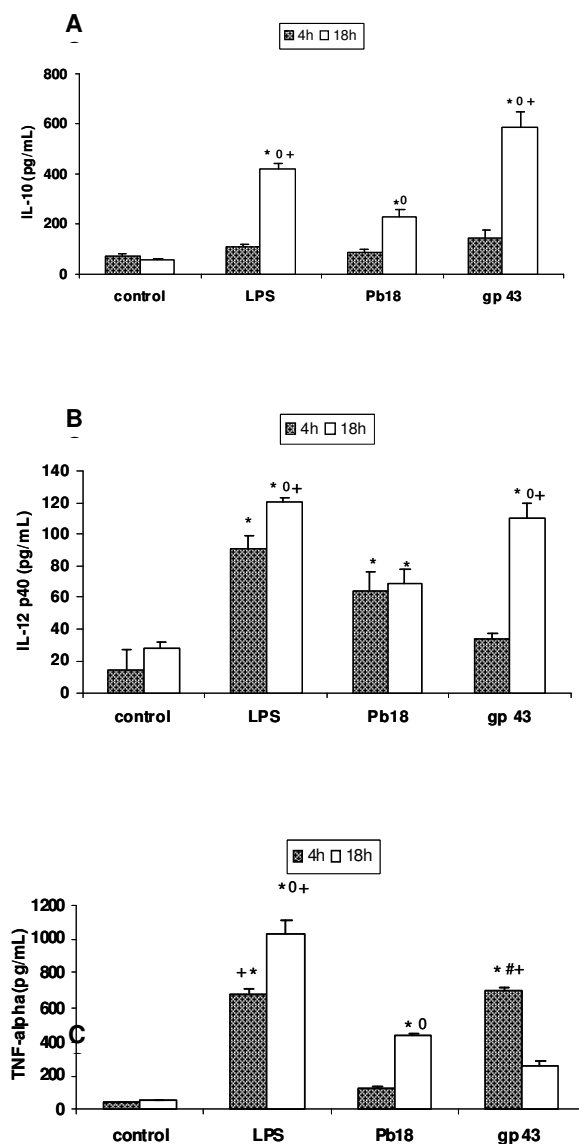 A
4h 18h
800
600
400
200
0
IL-10 (pg/mL)
* 0 +
*0
* 0 +
control LPS Pb18 gp 43
B
4h 18h
140
120
100
80
60
40
20
0
IL-12 p40 (pg/mL)
*
* 0+
*
*
* 0+
control LPS Pb18 gp 43
4h 18h
1200
1000
800
600
400
200
0
TNF-alpha(pg/mL)
C
+*
*0+
* 0
* #+
control LPS Pb18 gp 43